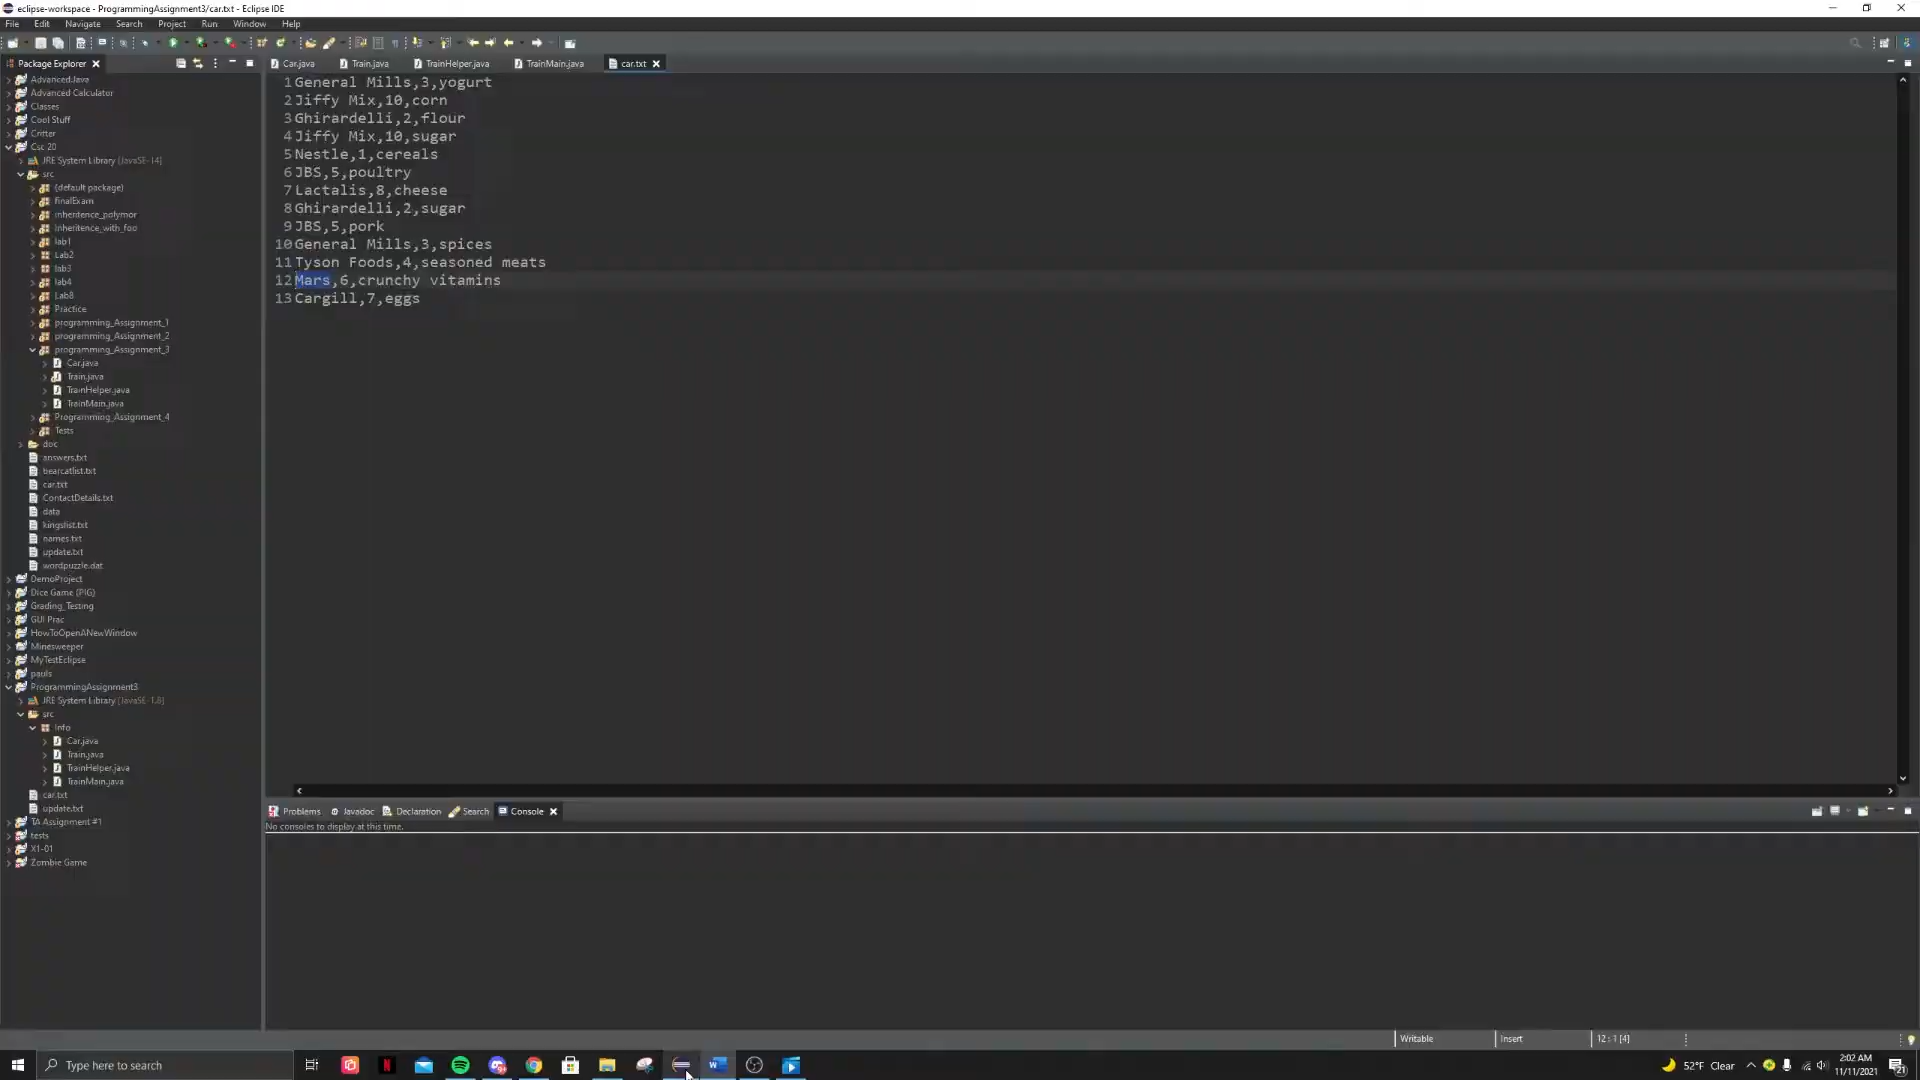 eclipse-workspace - ProgrammingAssignment3/car.txt - Eclipse IDE
File Edit Navigate Search Project Run Window Help
Package Explorer
Car.java Train.java TrainHelper.java TrainMain.java car.txt
AdvancedJava
Advanced Calculator
Classes
Cool Stuff
Critter
Csc 20
JRE System Library [JavaSE-14]
src
(default package)
finalExam
inheritence_polymor
Inheritence_with_foo
lab1
Lab2
lab3
lab4
Lab8
Practice
programming_Assignment_1
programming_Assignment_2
programming_Assignment_3
Car.java
Train.java
TrainHelper.java
TrainMain.java
Programming_Assignment_4
Tests
doc
answers.txt
bearcatlist.txt
car.txt
ContactDetails.txt
data
kingslist.txt
names.txt
update.txt
wordpuzzle.dat
DemoProject
Dice Game (PIG)
Grading_Testing
GUI Prac
HowToOpenANewWindow
Minesweeper
MyTestEclipse
pauls
ProgrammingAssignment3
JRE System Library [JavaSE-1.8]
src
Info
Car.java
Train.java
TrainHelper.java
TrainMain.java
car.txt
update.txt
TA Assignment #1
tests
X1-01
Zombie Game
1 General Mills,3,yogurt
2 Jiffy Mix,10,corn
3 Ghirardelli,2,flour
4 Jiffy Mix,10,sugar
5 Nestle,1,cereals
6 JBS,5,poultry
7 Lactalis,8,cheese
8 Ghirardelli,2,sugar
9 JBS,5,pork
10 General Mills,3,spices
11 Tyson Foods,4,seasoned meats
12 Mars,6,crunchy vitamins
13 Cargill,7,eggs
Problems Javadoc Declaration Search Console
No consoles to display at this time.
Writable Insert 12 : 1 [4]
Type here to search
52°F Clear
2:02 AM
11/11/2021
21